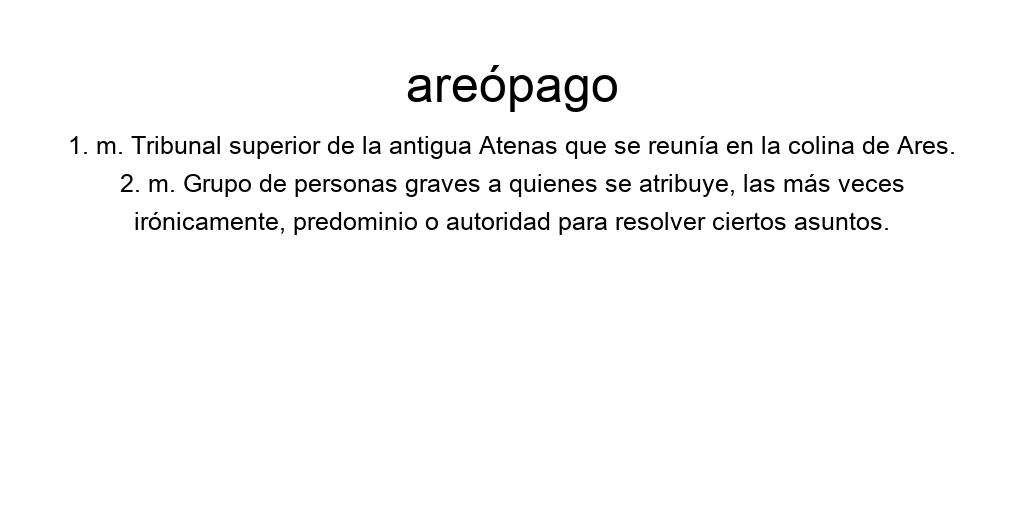 areópago
1. m. Tribunal superior de la antigua Atenas que se reunía en la colina de Ares.
2. m. Grupo de personas graves a quienes se atribuye, las más veces
irónicamente, predominio o autoridad para resolver ciertos asuntos.